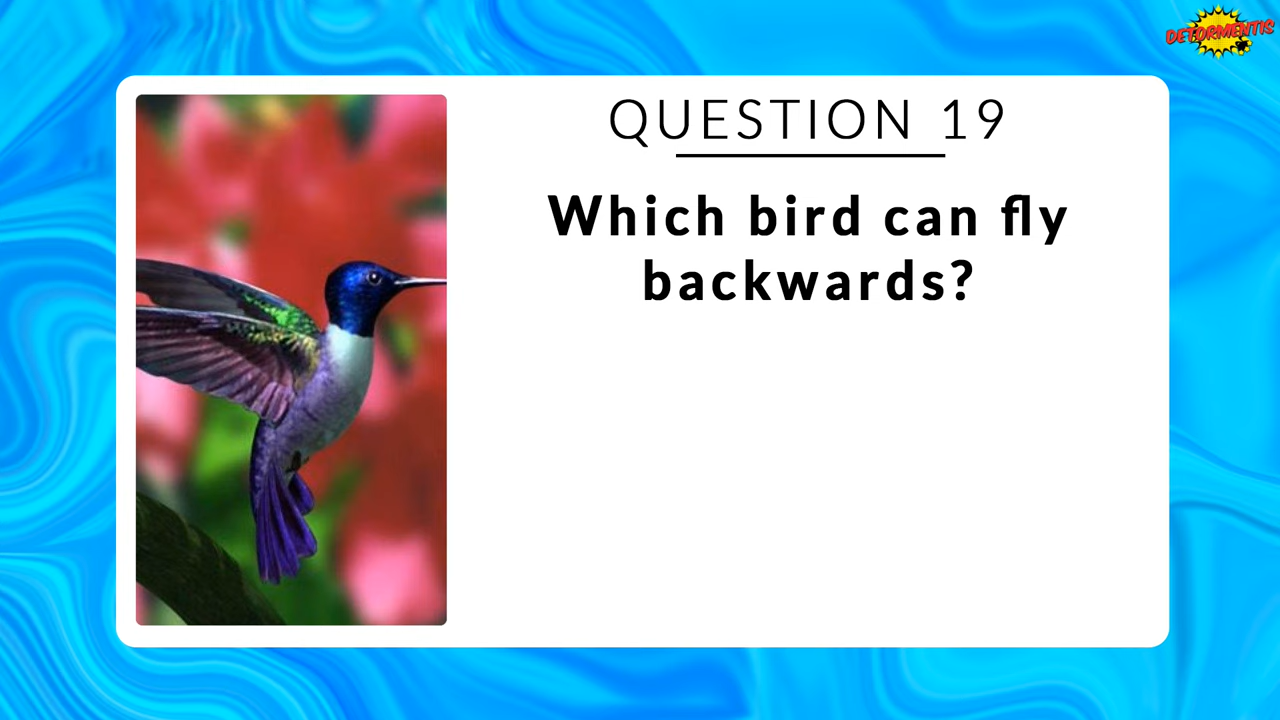 DETORMENTIS
QUESTION 19
Which bird can fly
backwards?